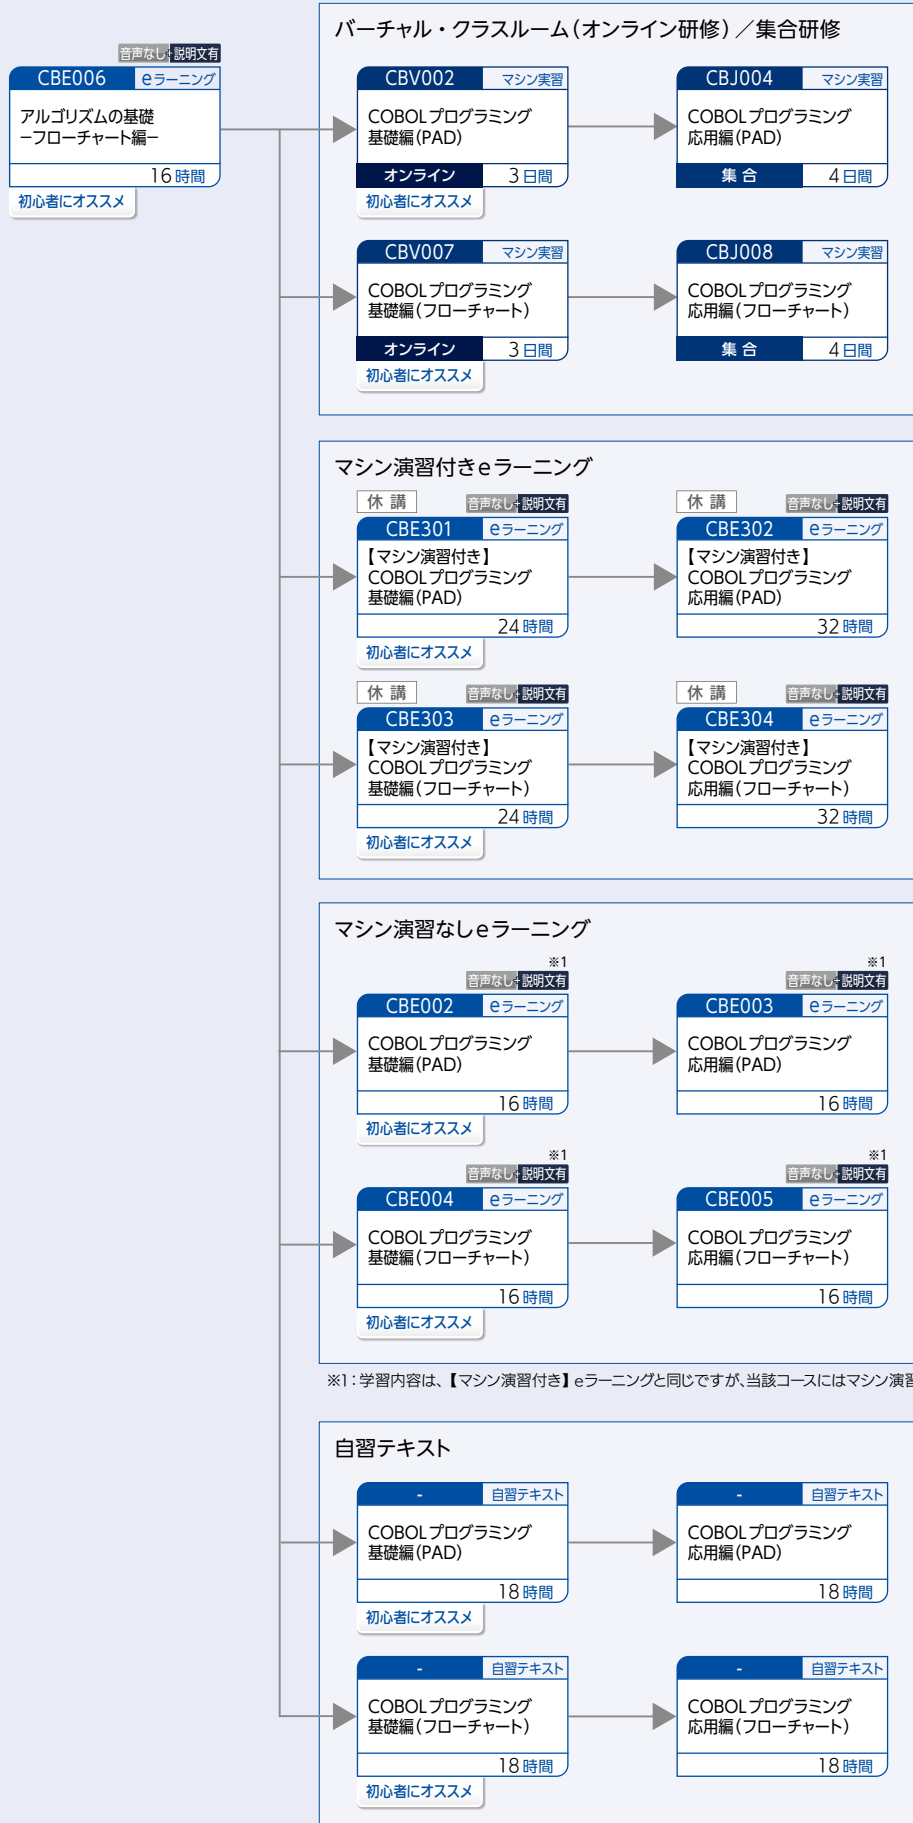 音声なし+説明文有
CBE006 eラーニング
アルゴリズムの基礎
−フローチャート編−
16時間
初心者にオススメ
バーチャル・クラスルーム(オンライン研修)/集合研修
CBV002 マシン実習
COBOLプログラミング
基礎編(PAD)
オンライン 3日間
初心者にオススメ
CBJ004 マシン実習
COBOLプログラミング
応用編(PAD)
集合 4日間
CBV007 マシン実習
COBOLプログラミング
基礎編(フローチャート)
オンライン 3日間
初心者にオススメ
CBJ008 マシン実習
COBOLプログラミング
応用編(フローチャート)
集合 4日間
マシン演習付きeラーニング
休講 音声なし+説明文有
CBE301 eラーニング
【マシン演習付き】
COBOLプログラミング
基礎編(PAD)
24時間
初心者にオススメ
休講 音声なし+説明文有
CBE302 eラーニング
【マシン演習付き】
COBOLプログラミング
応用編(PAD)
32時間
休講 音声なし+説明文有
CBE303 eラーニング
【マシン演習付き】
COBOLプログラミング
基礎編(フローチャート)
24時間
初心者にオススメ
休講 音声なし+説明文有
CBE304 eラーニング
【マシン演習付き】
COBOLプログラミング
応用編(フローチャート)
32時間
マシン演習なしeラーニング
※1
音声なし+説明文有
CBE002 eラーニング
COBOLプログラミング
基礎編(PAD)
16時間
初心者にオススメ
※1
音声なし+説明文有
CBE003 eラーニング
COBOLプログラミング
応用編(PAD)
16時間
※1
音声なし+説明文有
CBE004 eラーニング
COBOLプログラミング
基礎編(フローチャート)
16時間
初心者にオススメ
※1
音声なし+説明文有
CBE005 eラーニング
COBOLプログラミング
応用編(フローチャート)
16時間
※1:学習内容は、【マシン演習付き】eラーニングと同じですが、当該コースにはマシン演習
自習テキスト
- 自習テキスト
COBOLプログラミング
基礎編(PAD)
18時間
初心者にオススメ
- 自習テキスト
COBOLプログラミング
応用編(PAD)
18時間
- 自習テキスト
COBOLプログラミング
基礎編(フローチャート)
18時間
初心者にオススメ
- 自習テキスト
COBOLプログラミング
応用編(フローチャート)
18時間